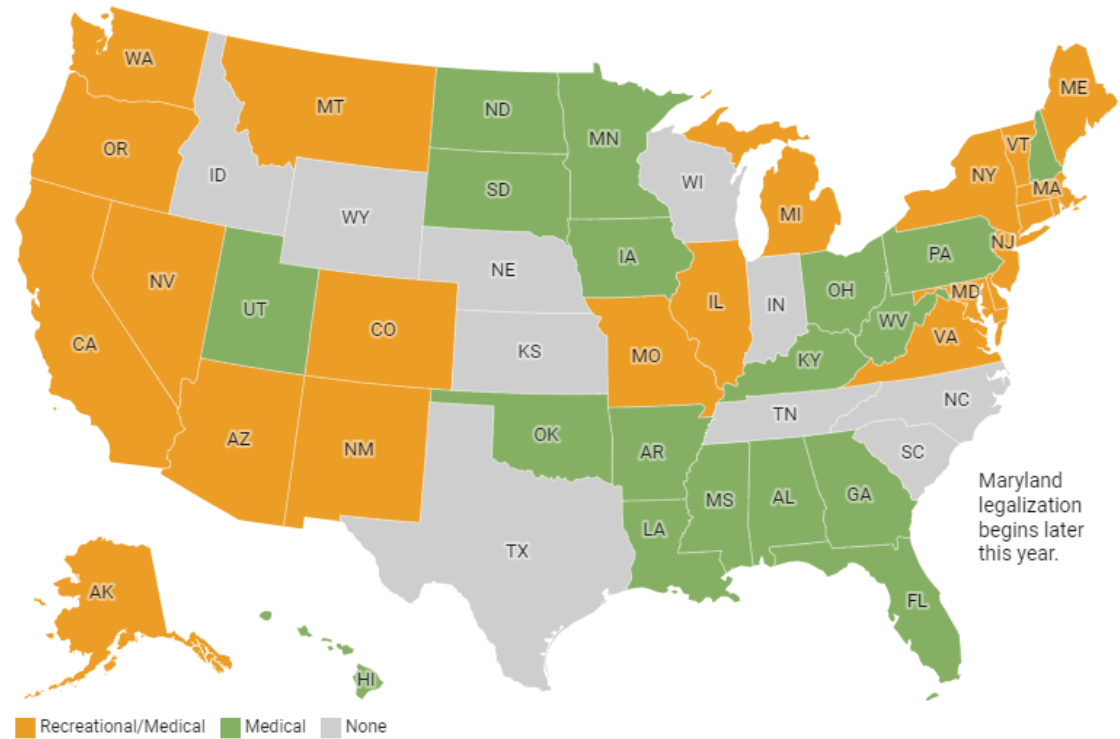 WA
MT
ND
MN
ME
OR
ID
SD
WI
VT
NY
MA
WY
MI
NV
NE
IA
PA
NJ
UT
CO
IL
IN
OH
MD
CA
KS
MO
WV
VA
KY
AZ
NM
OK
AR
TN
NC
SC
MS
AL
GA
LA
TX
FL
AK
HI
Maryland
legalization
begins later
this year.
Recreational/Medical Medical None